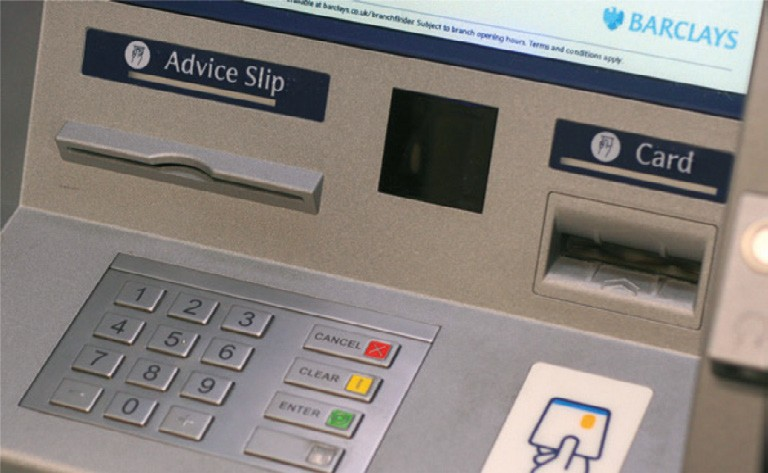 at barclays.co.uk/branchfinder. Subject to branch opening hours. Terms and conditions apply.
BARCLAYS
Advice Slip
Card
1 2 3
4 5 6
7 8 9
0
CANCEL
CLEAR
ENTER